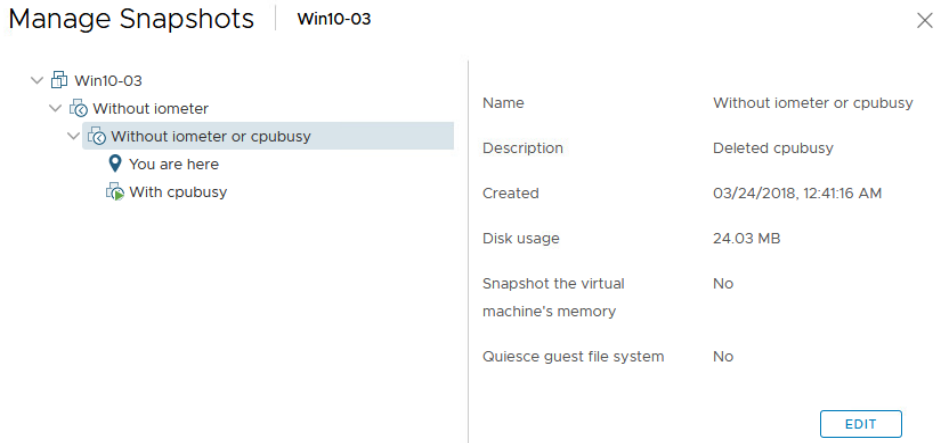 Manage Snapshots Win10-03
Win10-03
Without iometer
Without iometer or cpubusy
You are here
With cpubusy
Name Without iometer or cpubusy
Description Deleted cpubusy
Created 03/24/2018, 12:41:16 AM
Disk usage 24.03 MB
Snapshot the virtual No
machine's memory
Quiesce guest file system No
EDIT